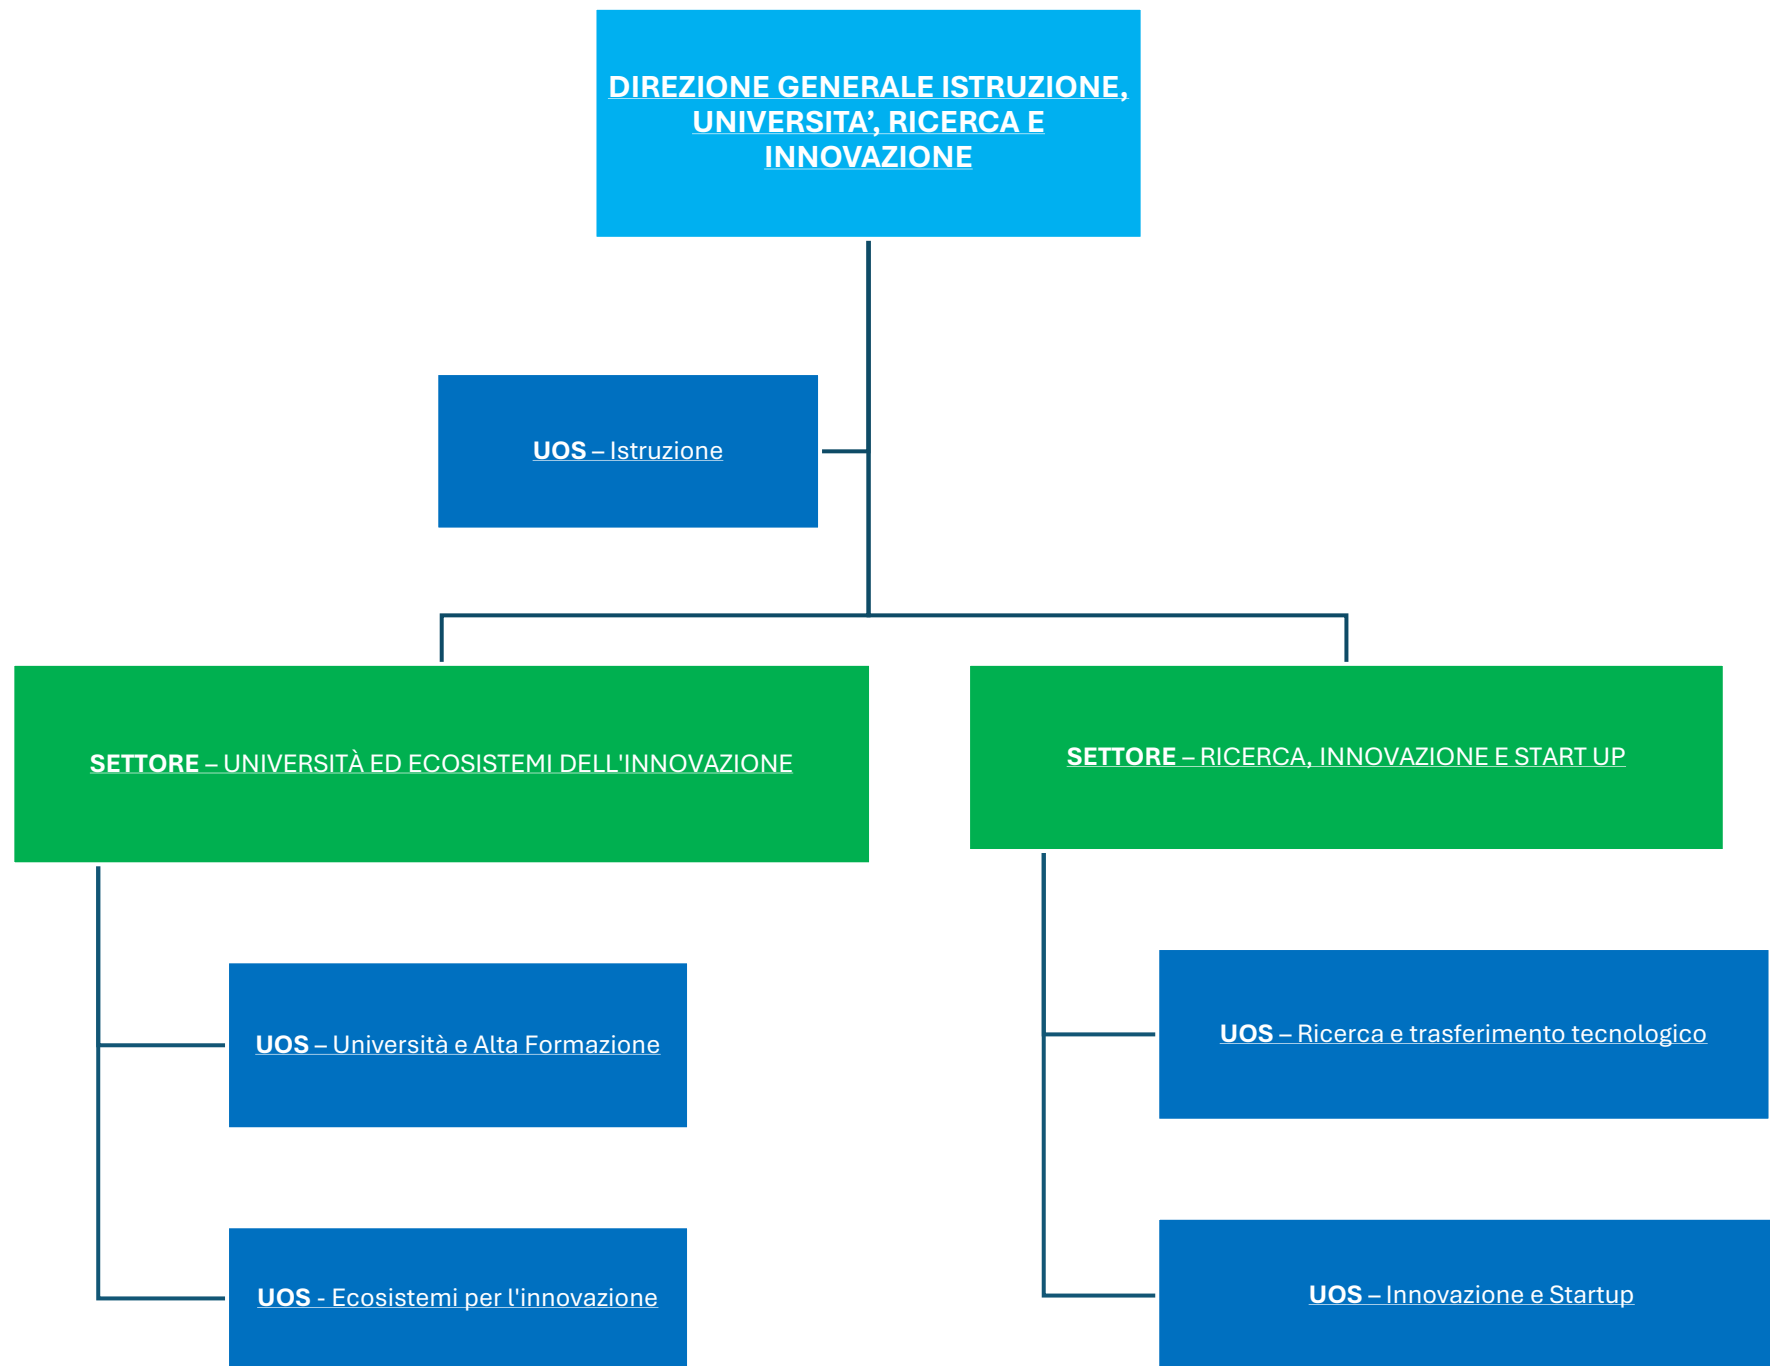 DIREZIONE GENERALE ISTRUZIONE,
UNIVERSITA’, RICERCA E
INNOVAZIONE
UOS – Istruzione
SETTORE – UNIVERSITÀ ED ECOSISTEMI DELL'INNOVAZIONE
SETTORE – RICERCA, INNOVAZIONE E START UP
UOS – Università e Alta Formazione
UOS – Ricerca e trasferimento tecnologico
UOS - Ecosistemi per l'innovazione
UOS – Innovazione e Startup